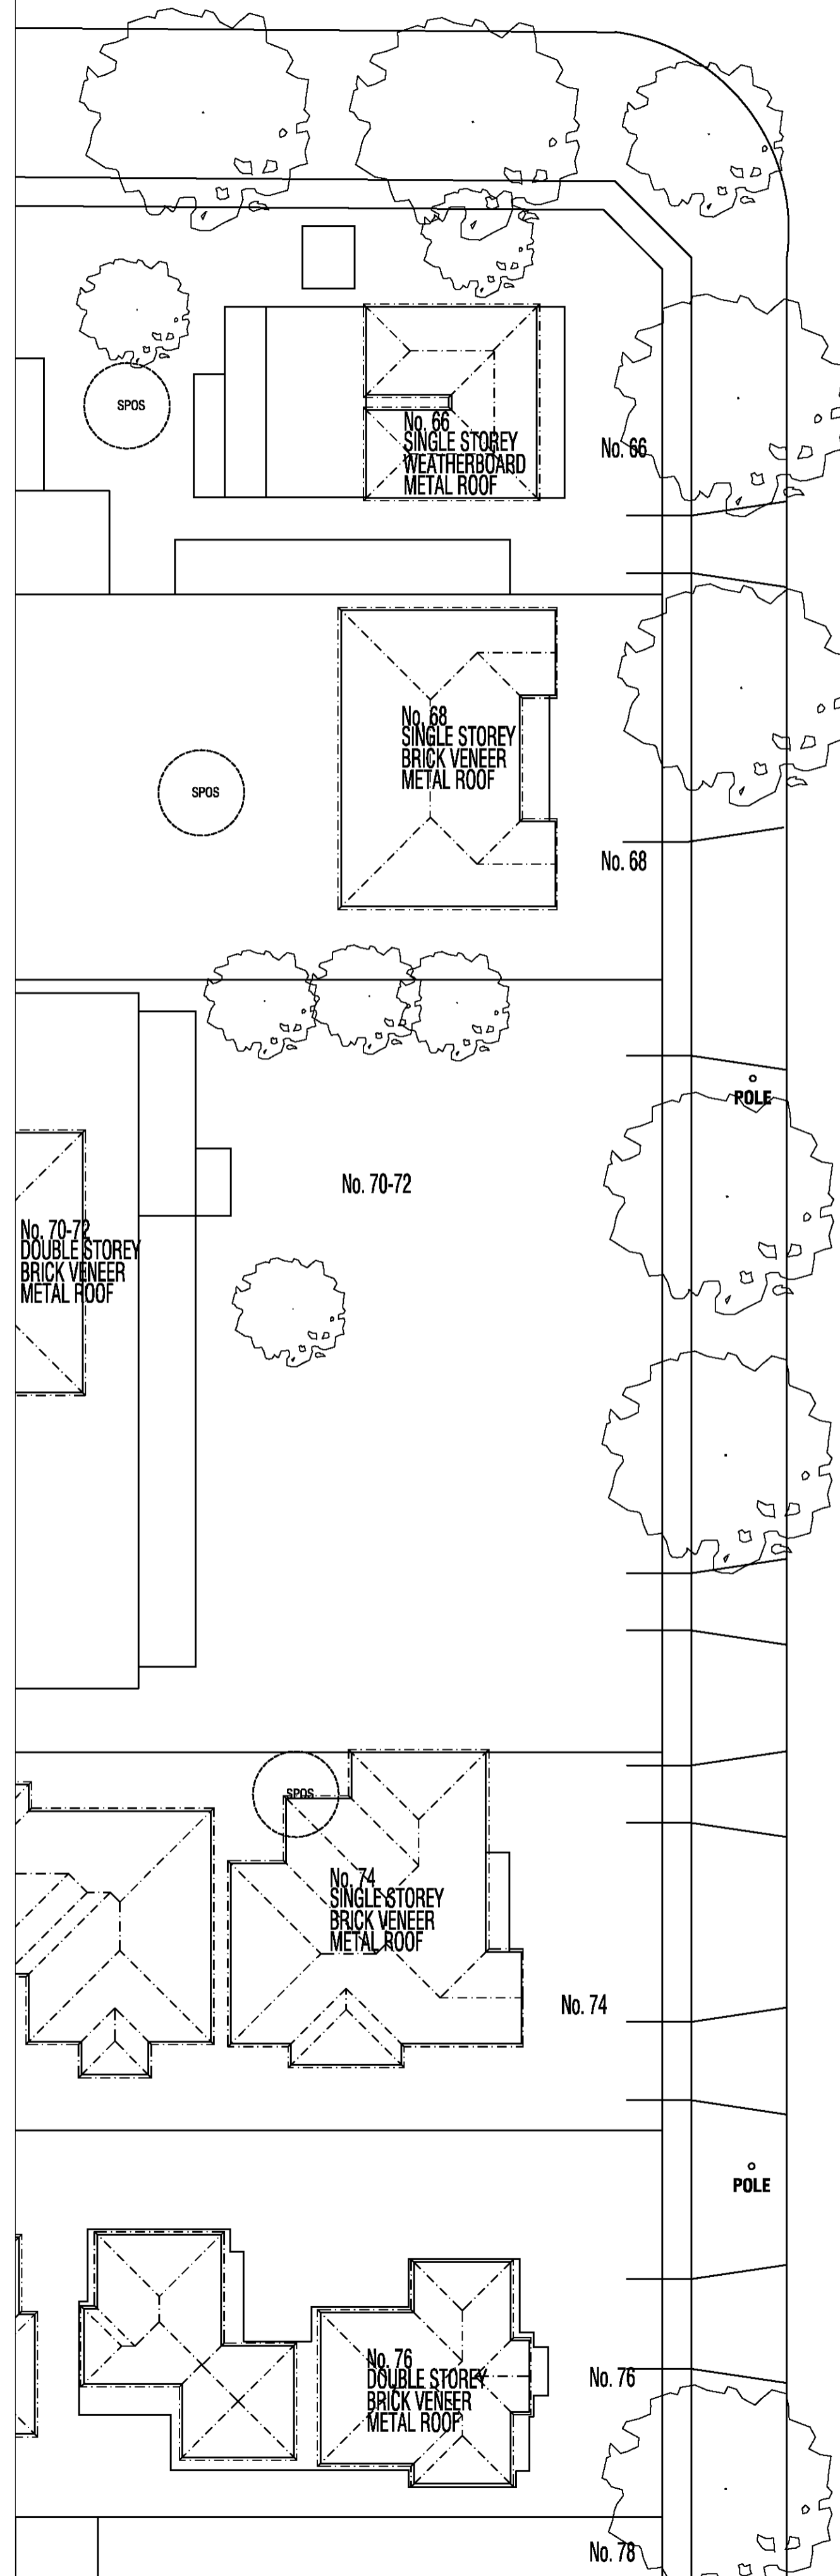 SPOS
No. 66
SINGLE STOREY
WEATHERBOARD
METAL ROOF
No. 66
No. 68
SINGLE STOREY
BRICK VENEER
METAL ROOF
SPOS
No. 68
POLE
No. 70-72
No. 70-72
DOUBLE STOREY
BRICK VENEER
METAL ROOF
SPOS
No. 74
SINGLE STOREY
BRICK VENEER
METAL ROOF
No. 74
POLE
No. 76
DOUBLE STOREY
BRICK VENEER
METAL ROOF
No. 76
No. 78